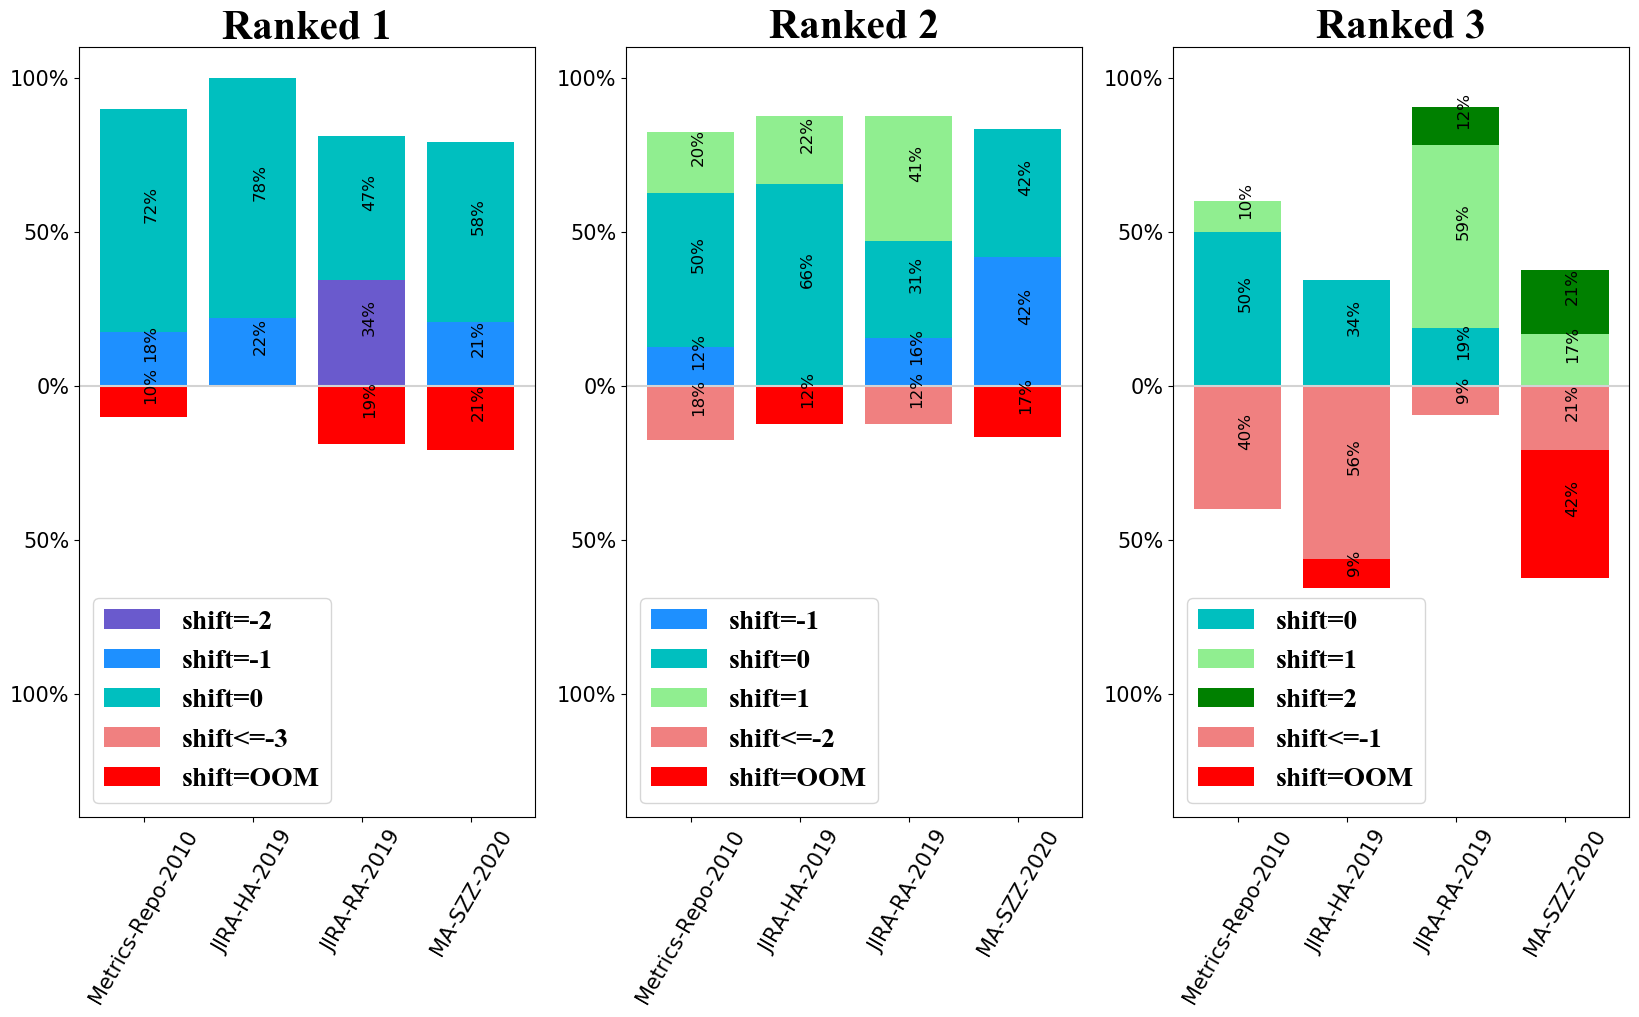 Ranked 1
100%
50%
0%
50%
100%
72%
18%
10%
78%
22%
47%
34%
19%
58%
21%
21%
shift=-2
shift=-1
shift=0
shift<=-3
shift=OOM
Metrics-Repo-2010
JIRA-HA-2019
JIRA-RA-2019
MA-SZZ-2020
Ranked 2
100%
50%
0%
50%
100%
20%
50%
12%
18%
22%
66%
12%
41%
31%
16%
12%
42%
42%
17%
shift=-1
shift=0
shift=1
shift<=-2
shift=OOM
Metrics-Repo-2010
JIRA-HA-2019
JIRA-RA-2019
MA-SZZ-2020
Ranked 3
100%
50%
0%
50%
100%
10%
50%
40%
34%
56%
9%
12%
59%
19%
9%
21%
17%
21%
42%
shift=0
shift=1
shift=2
shift<=-1
shift=OOM
Metrics-Repo-2010
JIRA-HA-2019
JIRA-RA-2019
MA-SZZ-2020